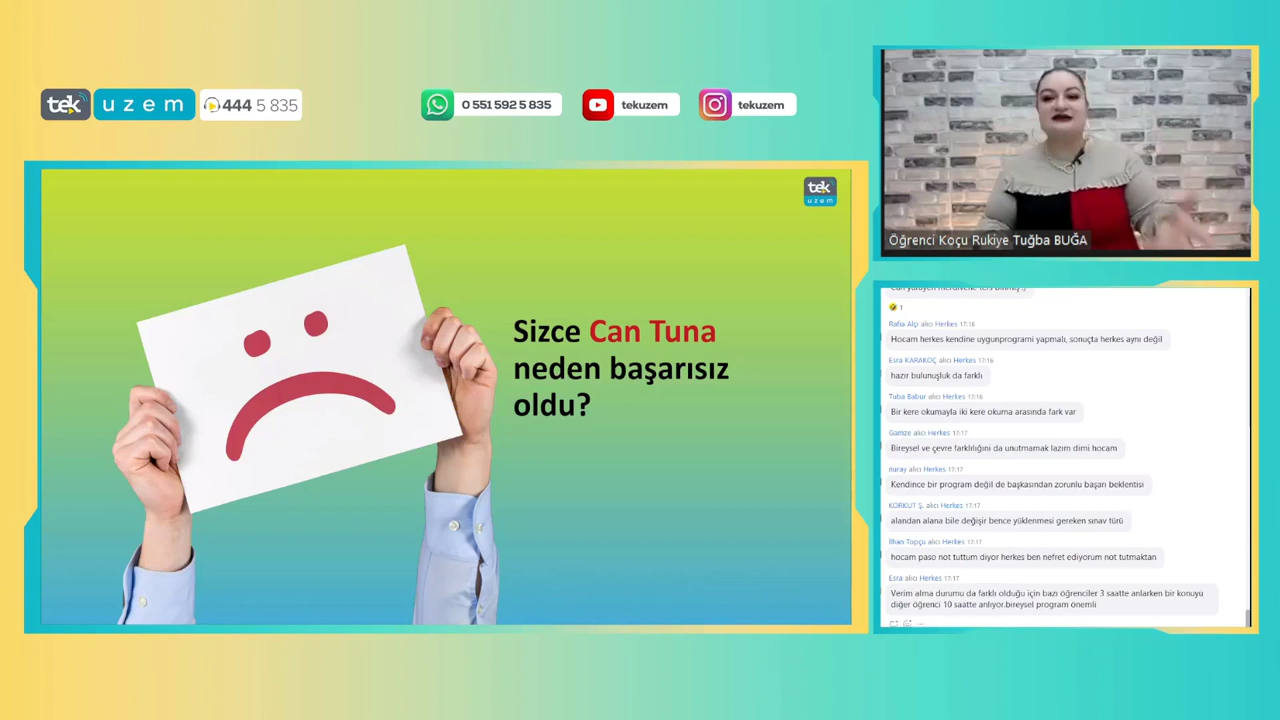 tek uzem 444 5 835
0 551 592 5 835
tekuzem
tekuzem
tek
uzem
Sizce Can Tuna
neden başarısız
oldu?
Öğrenci Koçu Rukiye Tuğba BUĞA
1
Rafia Alçı alıcı Herkes 17:16
Hocam herkes kendine uygunprogrami yapmalı, sonuçta herkes aynı değil
Esra KARAKOÇ alıcı Herkes 17:16
hazır bulunuşluk da farklı
Tuba Babur alıcı Herkes 17:16
Bir kere okumayla iki kere okuma arasında fark var
Gamze alıcı Herkes 17:17
Bireysel ve çevre farklılığini da unutmamak lazım dimi hocam
nuray alıcı Herkes 17:17
Kendince bir program değil de başkasından zorunlu başarı beklentisi
KORKUT Ş. alıcı Herkes 17:17
alandan alana bile değişir bence yüklenmesi gereken sınav türü
İlhan Topçu alıcı Herkes 17:17
hocam paso not tuttum diyor herkes ben nefret ediyorum not tutmaktan
Esra alıcı Herkes 17:17
Verim alma durumu da farklı olduğu için bazı öğrenciler 3 saatte anlarken bir konuyu
diğer öğrenci 10 saatte anlıyor.bireysel program önemli